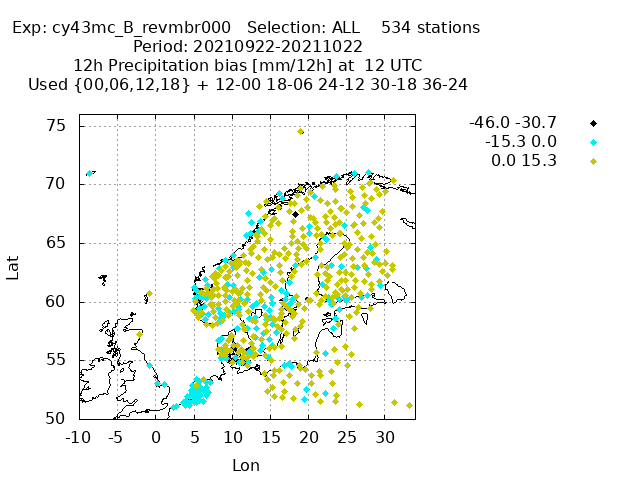 Exp: cy43mc_B_revmbr000   Selection: ALL    534 stations
Period: 20210922-20211022
12h Precipitation bias [mm/12h] at  12 UTC
Used {00,06,12,18} + 12-00 18-06 24-12 30-18 36-24
-46.0 -30.7
-15.3 0.0
0.0 15.3
75
70
65
60
55
50
Lat
-10 -5 0 5 10 15 20 25 30
Lon